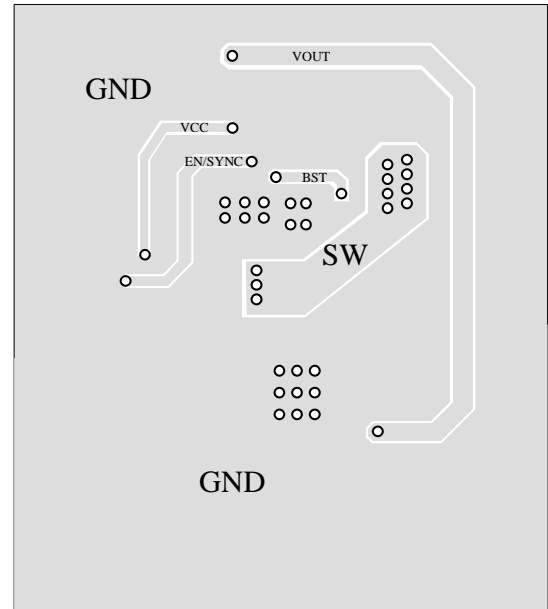 VOUT
GND
VCC
EN/SYNC
BST
SW
GND